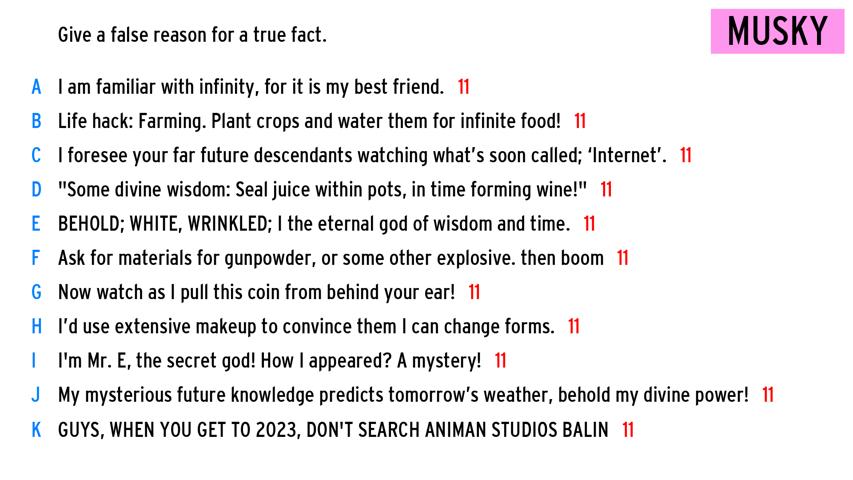 Give a false reason for a true fact.
MUSKY
A I am familiar with infinity, for it is my best friend. 11
B Life hack: Farming. Plant crops and water them for infinite food! 11
C I foresee your far future descendants watching what's soon called; ‘Internet’. 11
D "Some divine wisdom: Seal juice within pots, in time forming wine!" 11
E BEHOLD; WHITE, WRINKLED; I the eternal god of wisdom and time. 11
F Ask for materials for gunpowder, or some other explosive. then boom 11
G Now watch as I pull this coin from behind your ear! 11
H I’d use extensive makeup to convince them I can change forms. 11
I I'm Mr. E, the secret god! How I appeared? A mystery! 11
J My mysterious future knowledge predicts tomorrow’s weather, behold my divine power! 11
K GUYS, WHEN YOU GET TO 2023, DON'T SEARCH ANIMAN STUDIOS BALIN 11